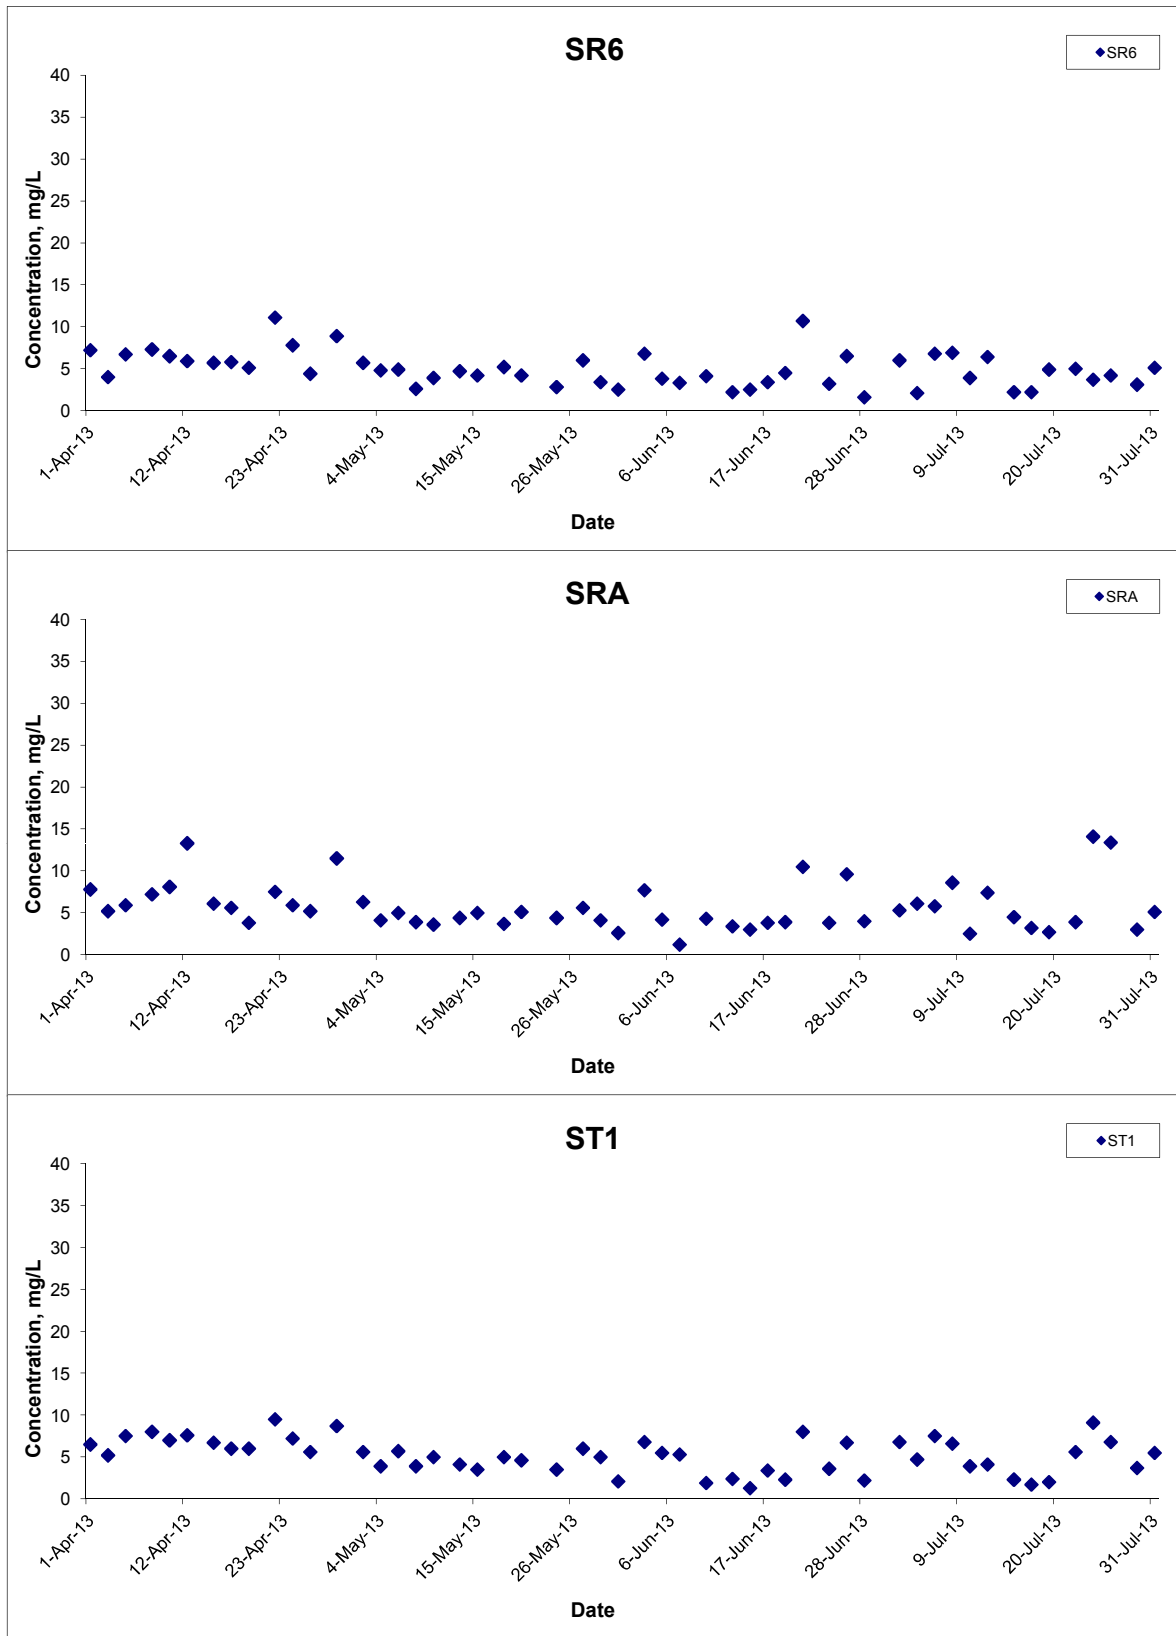 SR6
SR6
40
35
30
25
20
15
10
5
0
Concentration, mg/L
1-Apr-13
12-Apr-13
23-Apr-13
4-May-13
15-May-13
26-May-13
6-Jun-13
17-Jun-13
28-Jun-13
9-Jul-13
20-Jul-13
31-Jul-13
Date
SRA
SRA
40
35
30
25
20
15
10
5
0
Concentration, mg/L
1-Apr-13
12-Apr-13
23-Apr-13
4-May-13
15-May-13
26-May-13
6-Jun-13
17-Jun-13
28-Jun-13
9-Jul-13
20-Jul-13
31-Jul-13
Date
ST1
ST1
40
35
30
25
20
15
10
5
0
Concentration, mg/L
1-Apr-13
12-Apr-13
23-Apr-13
4-May-13
15-May-13
26-May-13
6-Jun-13
17-Jun-13
28-Jun-13
9-Jul-13
20-Jul-13
31-Jul-13
Date